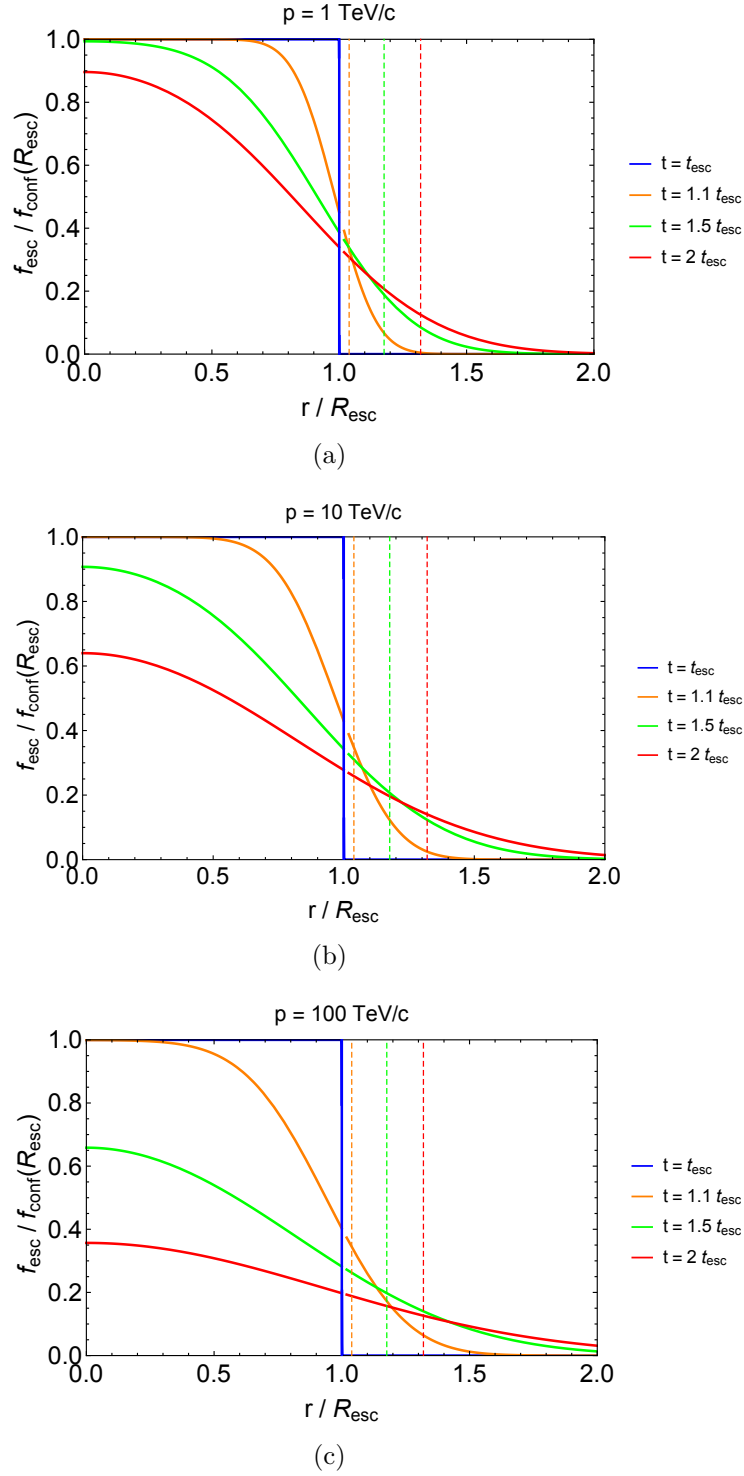 p = 1 TeV/c
f_esc / f_conf(R_esc)
1.0
0.8
0.6
0.4
0.2
0.0
0.0 0.5 1.0 1.5 2.0
r / R_esc
t = t_esc
t = 1.1 t_esc
t = 1.5 t_esc
t = 2 t_esc
(a)
p = 10 TeV/c
f_esc / f_conf(R_esc)
1.0
0.8
0.6
0.4
0.2
0.0
0.0 0.5 1.0 1.5 2.0
r / R_esc
t = t_esc
t = 1.1 t_esc
t = 1.5 t_esc
t = 2 t_esc
(b)
p = 100 TeV/c
f_esc / f_conf(R_esc)
1.0
0.8
0.6
0.4
0.2
0.0
0.0 0.5 1.0 1.5 2.0
r / R_esc
t = t_esc
t = 1.1 t_esc
t = 1.5 t_esc
t = 2 t_esc
(c)